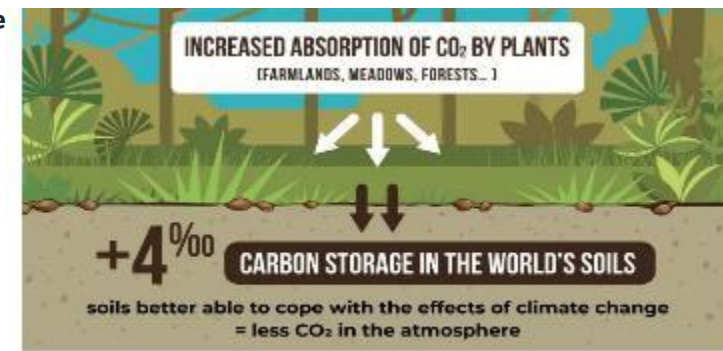 e
INCREASED ABSORPTION OF CO₂ BY PLANTS
(FARMLANDS, MEADOWS, FORESTS... )
+4‰ CARBON STORAGE IN THE WORLD'S SOILS
soils better able to cope with the effects of climate change
= less CO₂ in the atmosphere